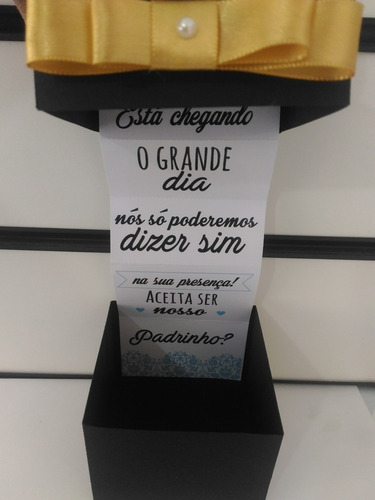 Está chegando
O GRANDE
dia
nós só poderemos
dizer sim
na sua presença!
ACEITA SER
nosso
Padrinho?